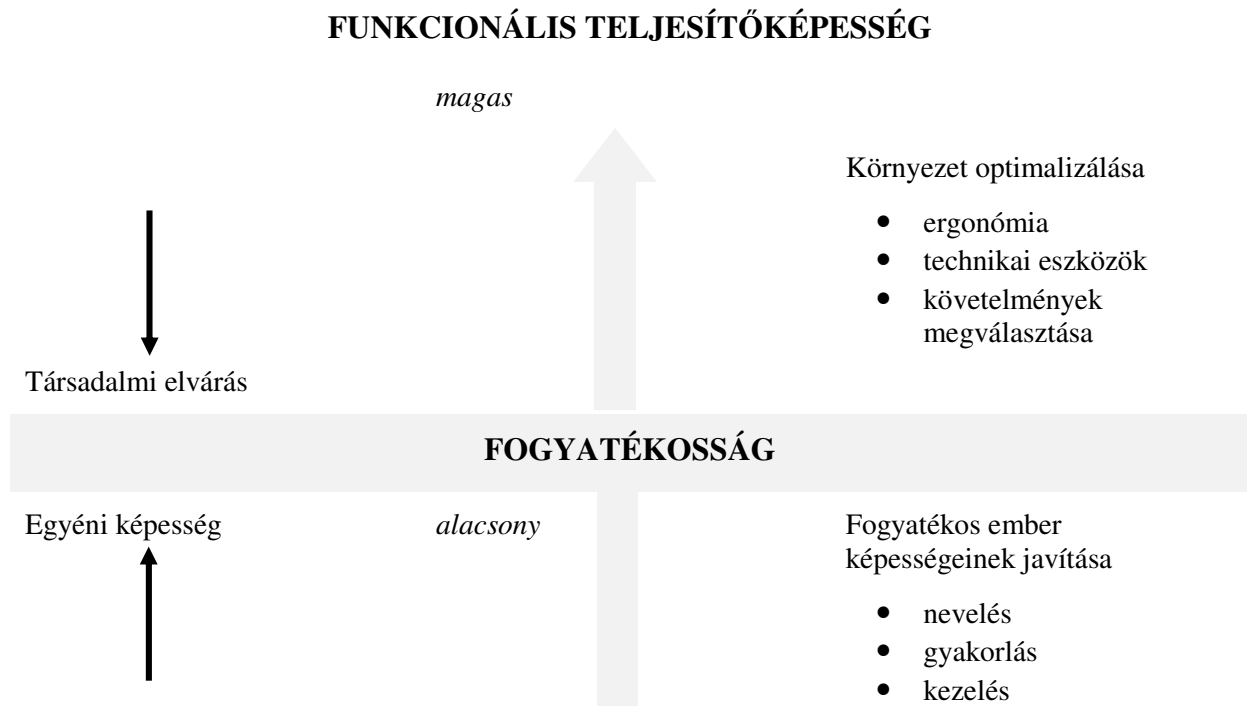 FUNKCIONÁLIS TELJESÍTŐKÉPESSÉG
magas
Környezet optimalizálása
• ergonómia
• technikai eszközök
• követelmények
megválasztása
Társadalmi elvárás
FOGYATÉKOSSÁG
Egyéni képesség
alacsony
Fogyatékos ember
képességeinek javítása
• nevelés
• gyakorlás
• kezelés